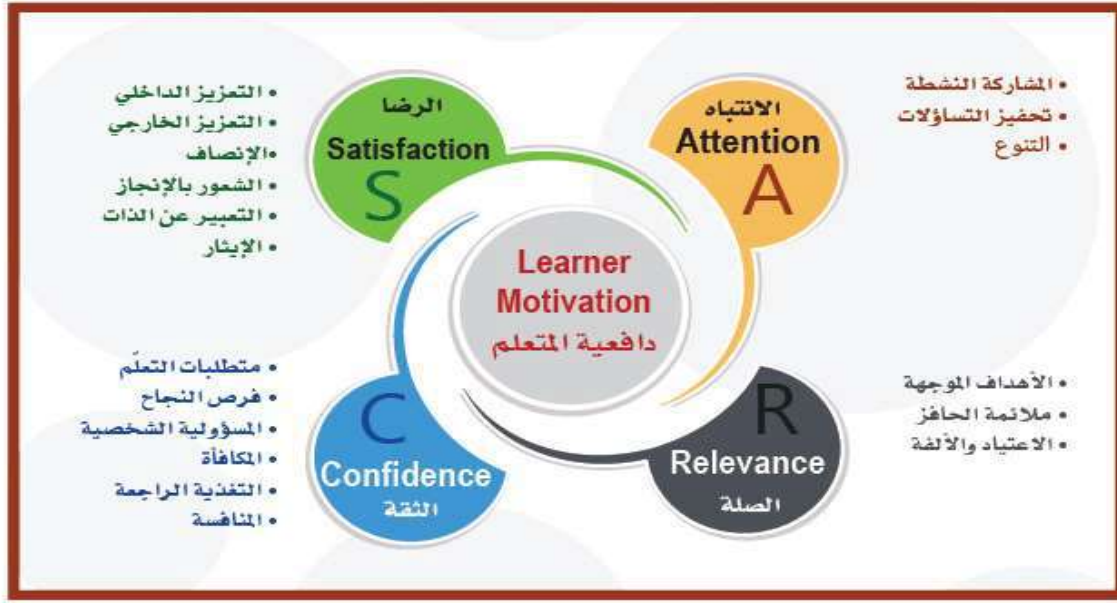 الانتباه
Attention
A
• المشاركة النشطة
• تحفيز التساؤلات
• التنوع
الرضا
Satisfaction
S
• التعزيز الداخلي
• التعزيز الخارجي
•الإنصاف
• الشعور بالإنجاز
• التعبير عن الذات
• الإيثار
Learner
Motivation
دافعية المتعلم
R
Relevance
الصلة
• الأهداف الموجهة
• ملائمة الحافز
• الاعتياد والألفة
C
Confidence
الثقة
• متطلبات التعلّم
• فرص النجاح
• المسؤولية الشخصية
• المكافأة
• التغذية الراجعة
• المنافسة